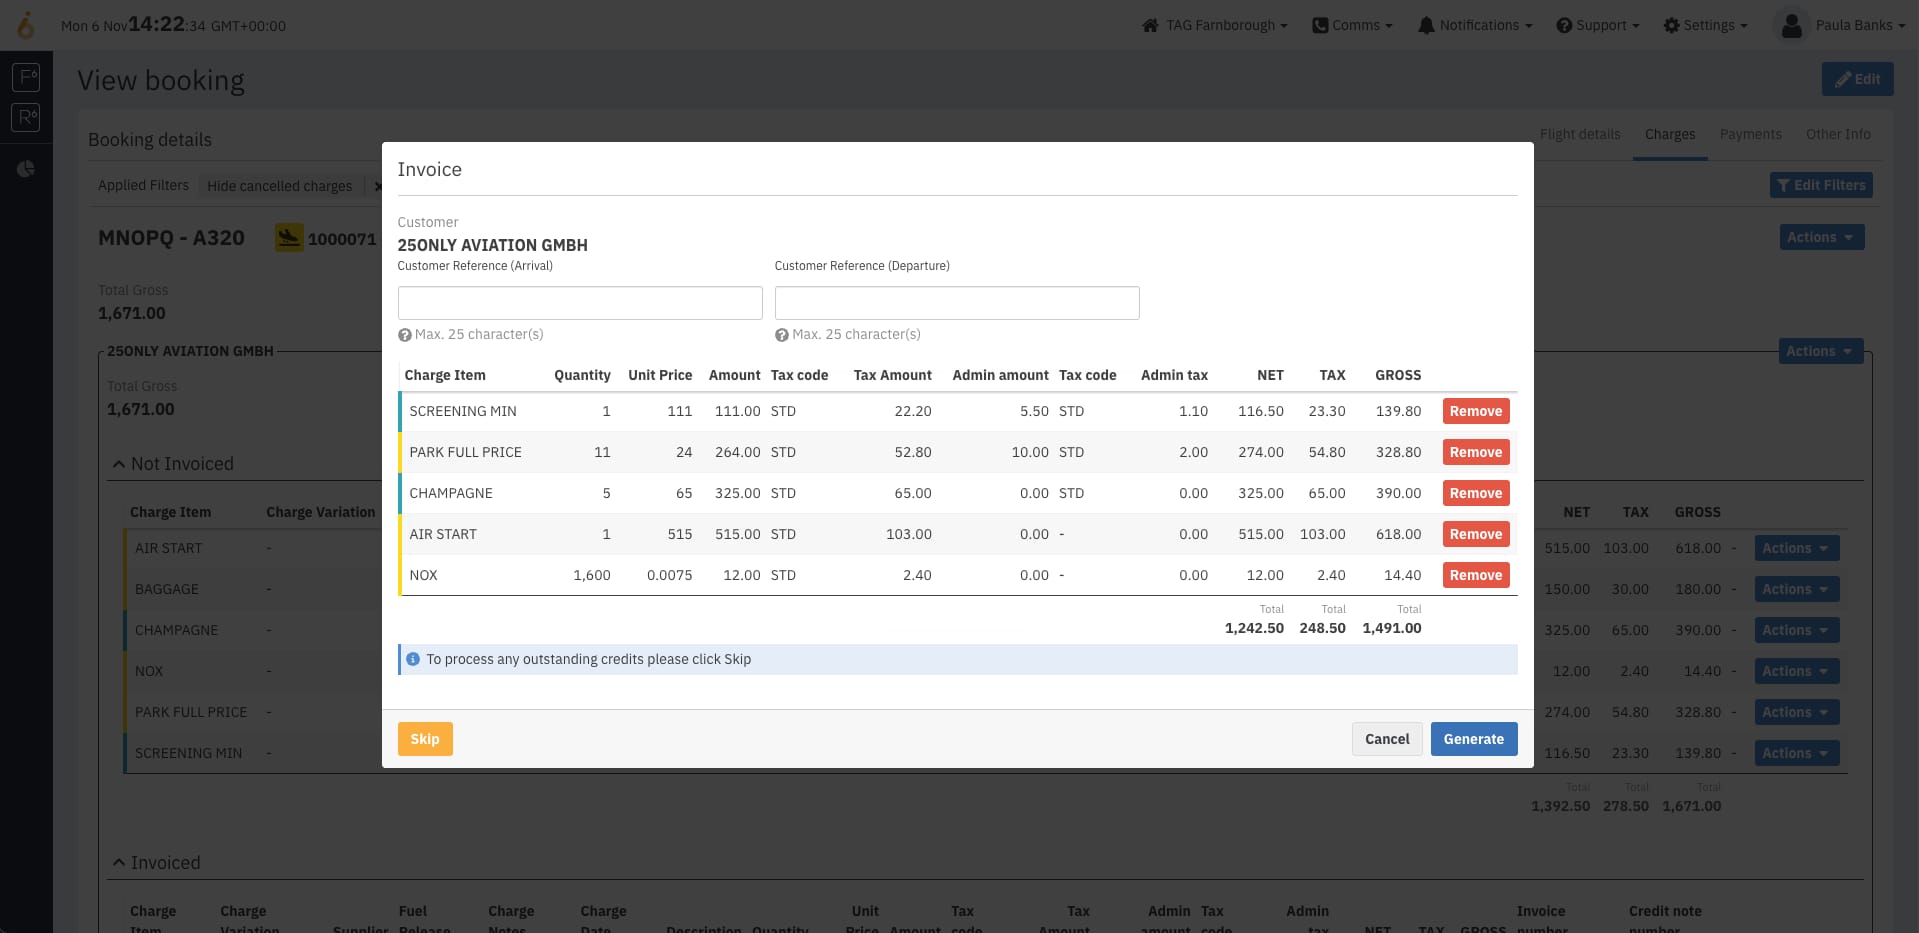 Mon 6 Nov 14:22:34 GMT+00:00
TAG Farnborough
Comms
Notifications
Support
Settings
Paula Banks
F6
R6
View booking
Edit
Booking details
Flight details
Charges
Payments
Other Info
Applied Filters
Hide cancelled charges
Edit Filters
MNOPQ - A320
1000071
Actions
Total Gross
1,671.00
25ONLY AVIATION GMBH
Actions
Total Gross
1,671.00
Not Invoiced
Charge Item Charge Variation NET TAX GROSS
AIR START - 515.00 103.00 618.00 - Actions
BAGGAGE - 150.00 30.00 180.00 - Actions
CHAMPAGNE - 325.00 65.00 390.00 - Actions
NOX - 12.00 2.40 14.40 - Actions
PARK FULL PRICE - 274.00 54.80 328.80 - Actions
SCREENING MIN - 116.50 23.30 139.80 - Actions
Total Total Total
1,392.50 278.50 1,671.00
Invoiced
Charge Charge Fuel Charge Charge Unit Tax Tax Admin Tax Admin Invoice Credit note
Item Variation Supplier Release Notes Date Description Quantity Price Amount code Amount amount code tax NET TAX GROSS number number
Invoice
Customer
25ONLY AVIATION GMBH
Customer Reference (Arrival) Customer Reference (Departure)
Max. 25 character(s) Max. 25 character(s)
Charge Item Quantity Unit Price Amount Tax code Tax Amount Admin amount Tax code Admin tax NET TAX GROSS
SCREENING MIN 1 111 111.00 STD 22.20 5.50 STD 1.10 116.50 23.30 139.80 Remove
PARK FULL PRICE 11 24 264.00 STD 52.80 10.00 STD 2.00 274.00 54.80 328.80 Remove
CHAMPAGNE 5 65 325.00 STD 65.00 0.00 STD 0.00 325.00 65.00 390.00 Remove
AIR START 1 515 515.00 STD 103.00 0.00 - 0.00 515.00 103.00 618.00 Remove
NOX 1,600 0.0075 12.00 STD 2.40 0.00 - 0.00 12.00 2.40 14.40 Remove
Total Total Total
1,242.50 248.50 1,491.00
To process any outstanding credits please click Skip
Skip Cancel Generate